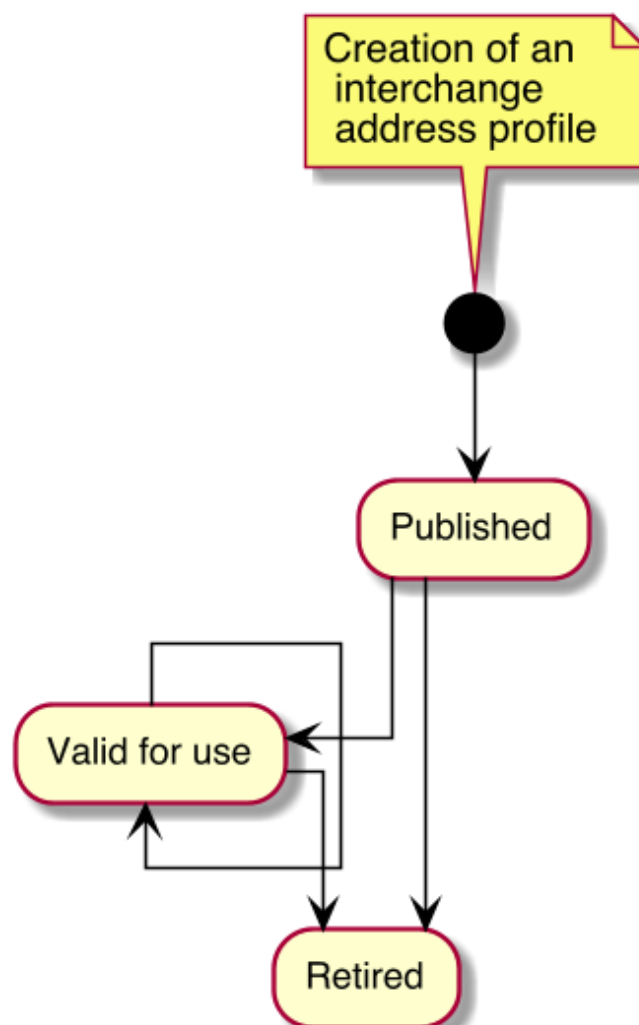 Creation of an
interchange
address profile
Published
Valid for use
Retired